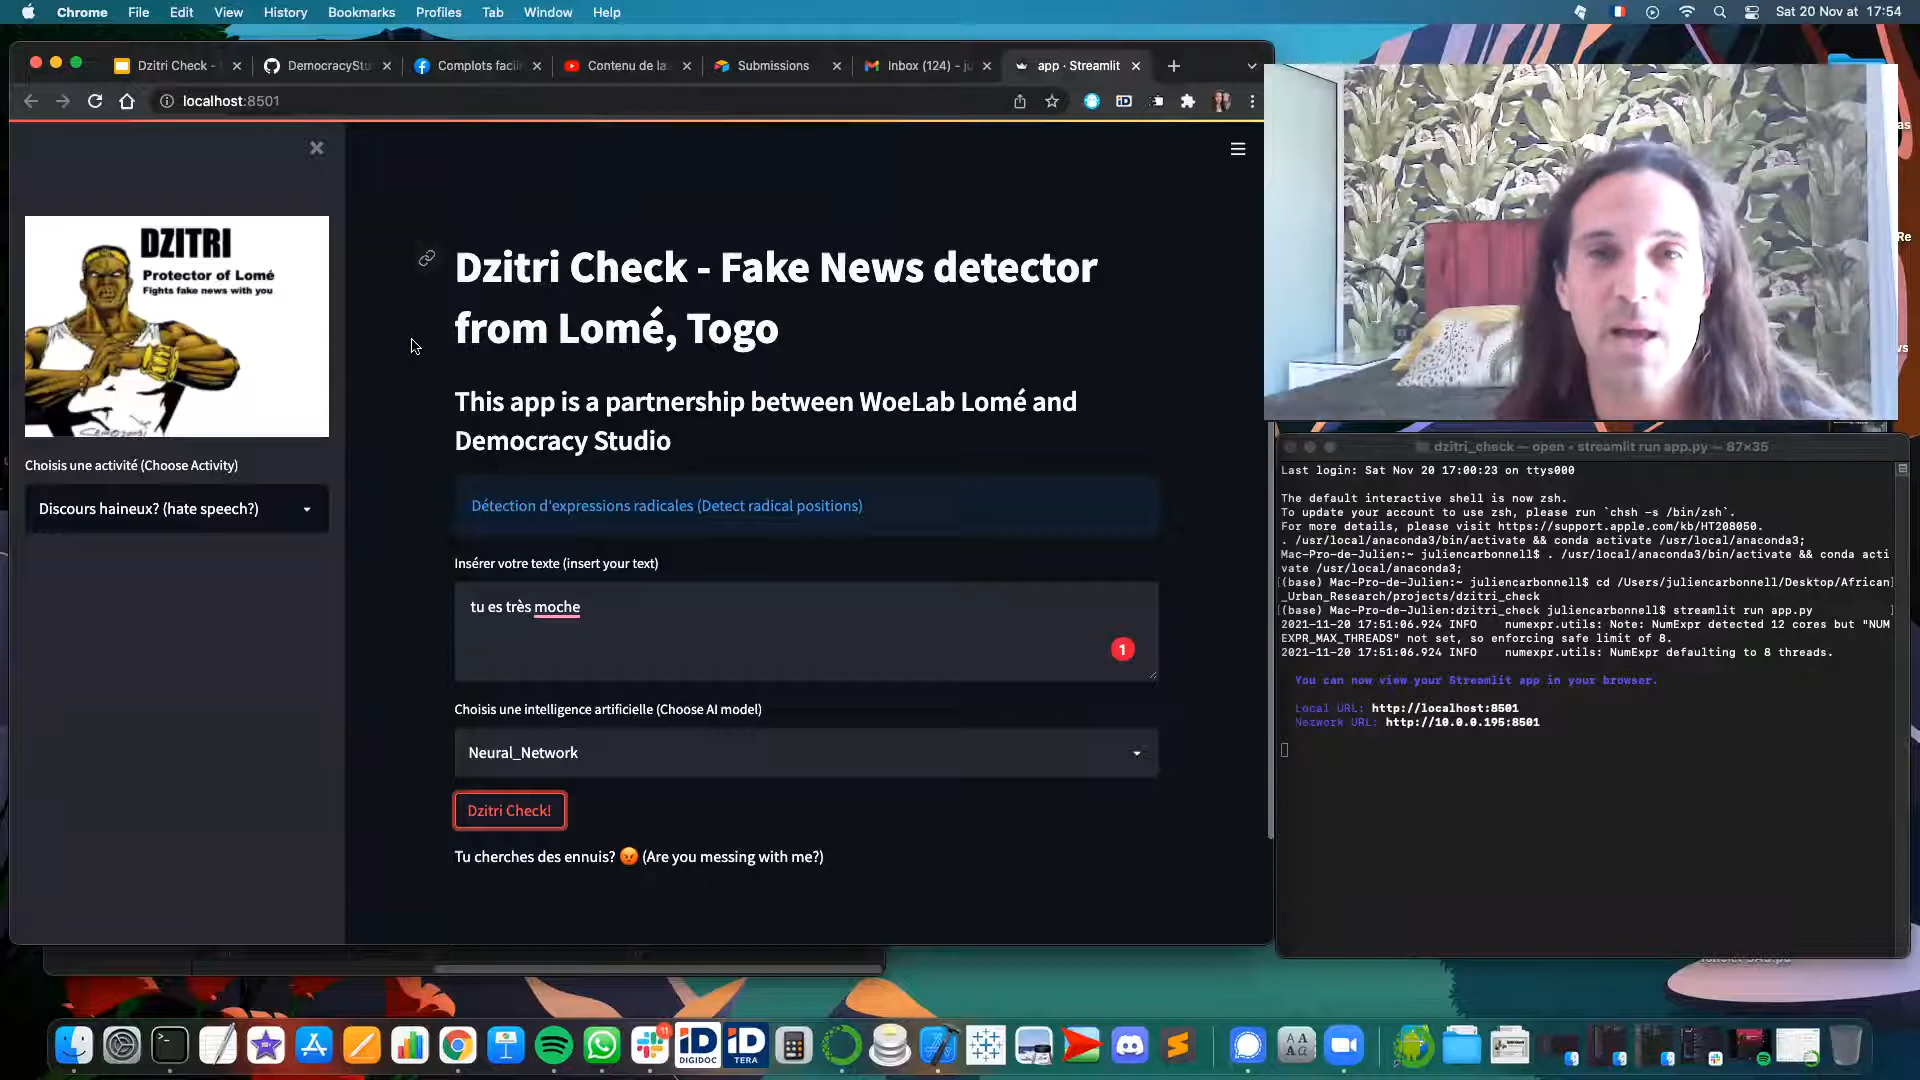 Chrome File Edit View History Bookmarks Profiles Tab Window Help
Sat 20 Nov at 17:54
Dzitri Check -
DemocracyStu
Complots facil
Contenu de la
Submissions
Inbox (124) - ju
app · Streamlit
localhost:8501
DZITRI
Protector of Lomé
Fights fake news with you
Choisis une activité (Choose Activity)
Discours haineux? (hate speech?)
Dzitri Check - Fake News detector
from Lomé, Togo
This app is a partnership between WoeLab Lomé and
Democracy Studio
Détection d'expressions radicales (Detect radical positions)
Insérer votre texte (insert your text)
tu es très moche
1
Choisis une intelligence artificielle (Choose AI model)
Neural_Network
Dzitri Check!
Tu cherches des ennuis? 😡 (Are you messing with me?)
dzitri_check — open - streamlit run app.py — 87×35
Last login: Sat Nov 20 17:00:23 on ttys000
The default interactive shell is now zsh.
To update your account to use zsh, please run `chsh -s /bin/zsh`.
For more details, please visit https://support.apple.com/kb/HT208050.
. /usr/local/anaconda3/bin/activate && conda activate /usr/local/anaconda3;
Mac-Pro-de-Julien:~ juliencarbonnell$ . /usr/local/anaconda3/bin/activate && conda acti
vate /usr/local/anaconda3;
[(base) Mac-Pro-de-Julien:~ juliencarbonnell$ cd /Users/juliencarbonnell/Desktop/African]
_Urban_Research/projects/dzitri_check
[(base) Mac-Pro-de-Julien:dzitri_check juliencarbonnell$ streamlit run app.py ]
2021-11-20 17:51:06.924 INFO numexpr.utils: Note: NumExpr detected 12 cores but "NUM
EXPR_MAX_THREADS" not set, so enforcing safe limit of 8.
2021-11-20 17:51:06.924 INFO numexpr.utils: NumExpr defaulting to 8 threads.
You can now view your Streamlit app in your browser.
Local URL: http://localhost:8501
Network URL: http://10.0.0.195:8501
11
iD
DIGIDOC
iD
TERA